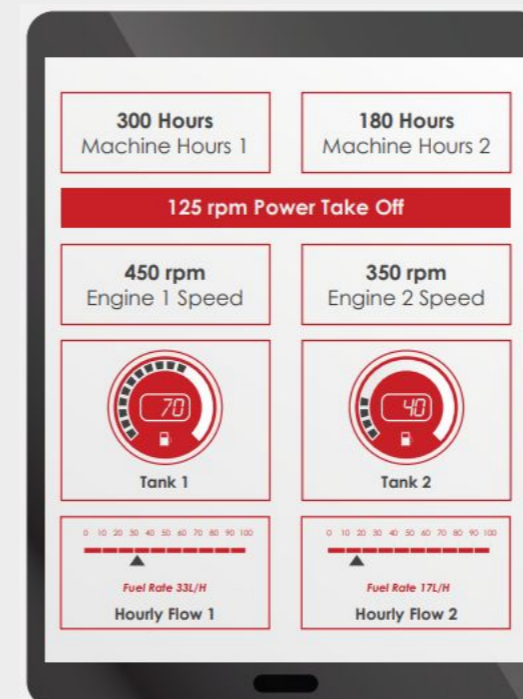 300 Hours
Machine Hours 1
180 Hours
Machine Hours 2
125 rpm Power Take Off
450 rpm
Engine 1 Speed
350 rpm
Engine 2 Speed
70
Tank 1
40
Tank 2
0 10 20 30 40 50 60 70 80 90 100
Fuel Rate 33L/H
Hourly Flow 1
0 10 20 30 40 50 60 70 80 90 100
Fuel Rate 17L/H
Hourly Flow 2